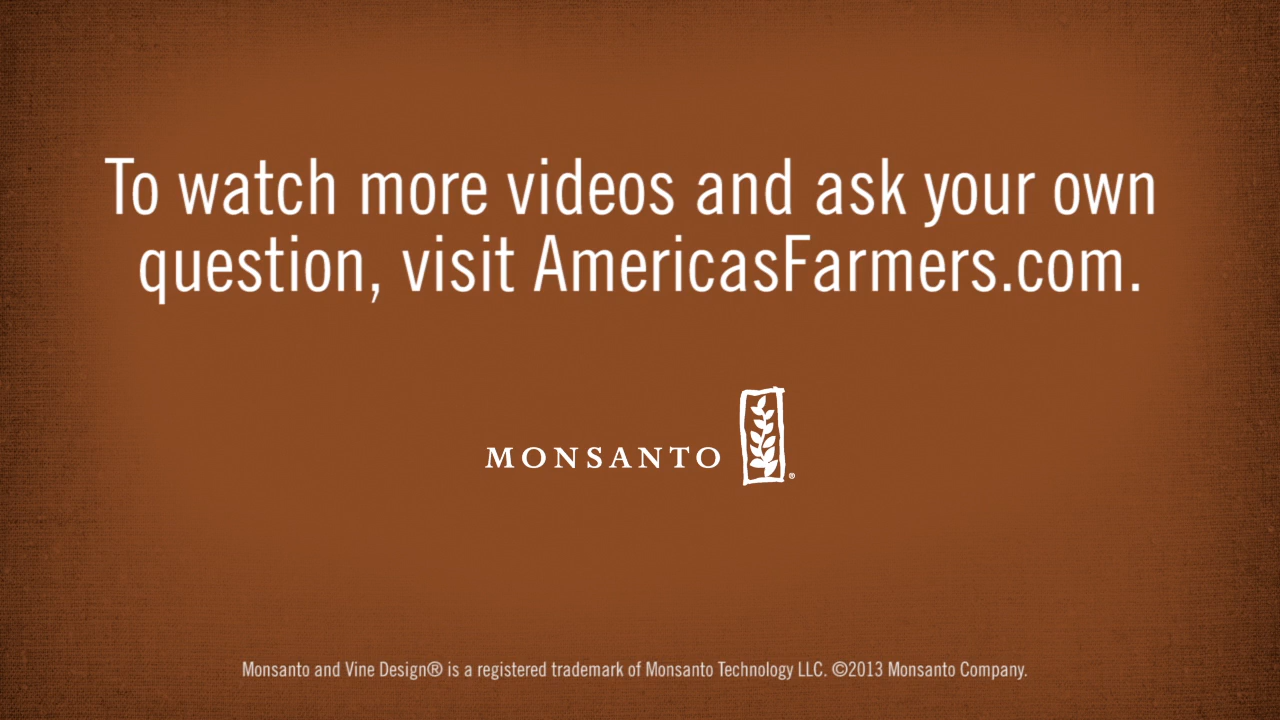 To watch more videos and ask your own
question, visit AmericasFarmers.com.
MONSANTO ®
Monsanto and Vine Design® is a registered trademark of Monsanto Technology LLC. ©2013 Monsanto Company.